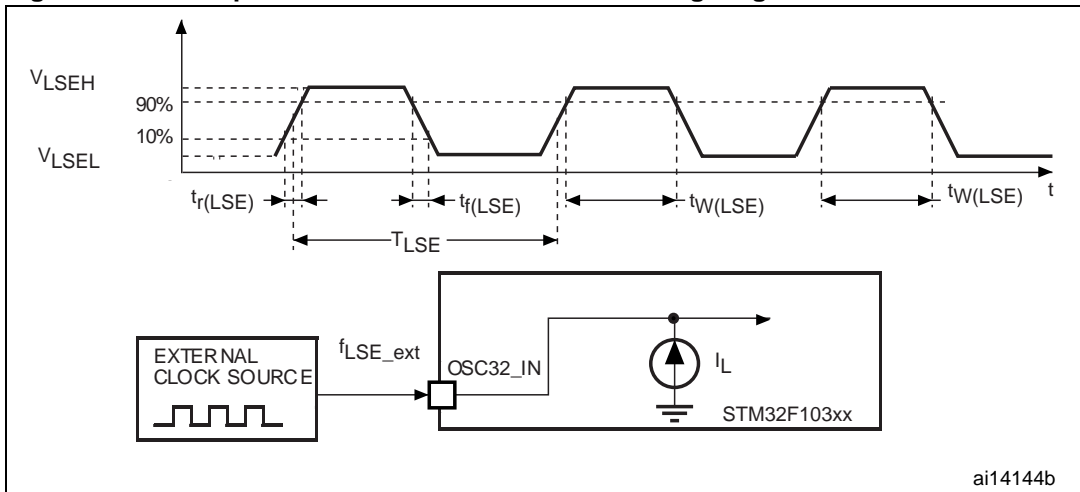 VLSEH
90%
10%
VLSEL
tr(LSE)
tf(LSE)
tW(LSE)
tW(LSE)
t
TLSE
EXTERNAL
CLOCK SOURCE
fLSE_ext
OSC32_IN
IL
STM32F103xx
ai14144b